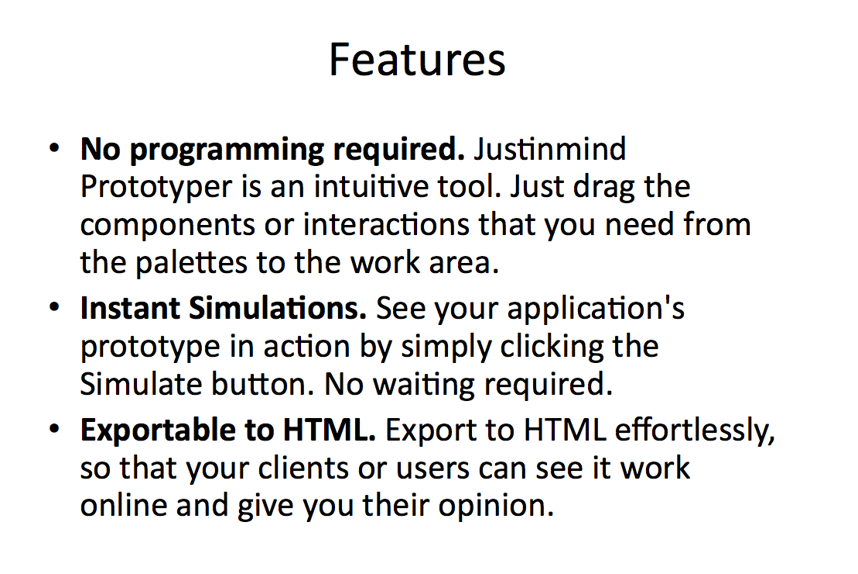 Features
• No programming required. Justinmind
Prototyper is an intuitive tool. Just drag the
components or interactions that you need from
the palettes to the work area.
• Instant Simulations. See your application's
prototype in action by simply clicking the
Simulate button. No waiting required.
• Exportable to HTML. Export to HTML effortlessly,
so that your clients or users can see it work
online and give you their opinion.